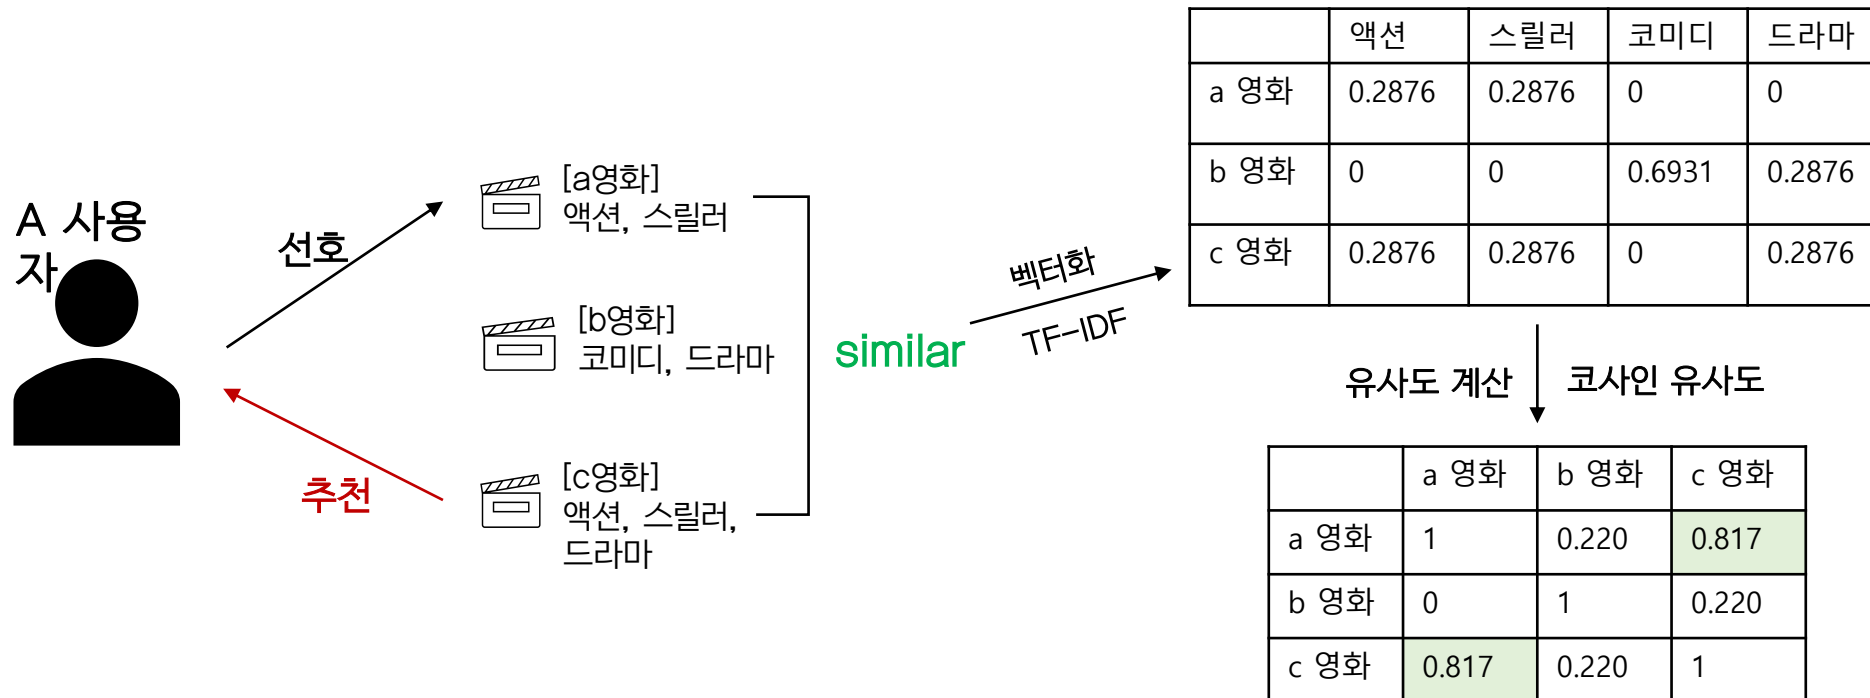 A 사용
자
선호
추천
[a영화]
액션, 스릴러
[b영화]
코미디, 드라마
[c영화]
액션, 스릴러,
드라마
similar
벡터화
TF-IDF
액션 스릴러 코미디 드라마
a 영화 0.2876 0.2876 0 0
b 영화 0 0 0.6931 0.2876
c 영화 0.2876 0.2876 0 0.2876
유사도 계산 코사인 유사도
a 영화 b 영화 c 영화
a 영화 1 0.220 0.817
b 영화 0 1 0.220
c 영화 0.817 0.220 1